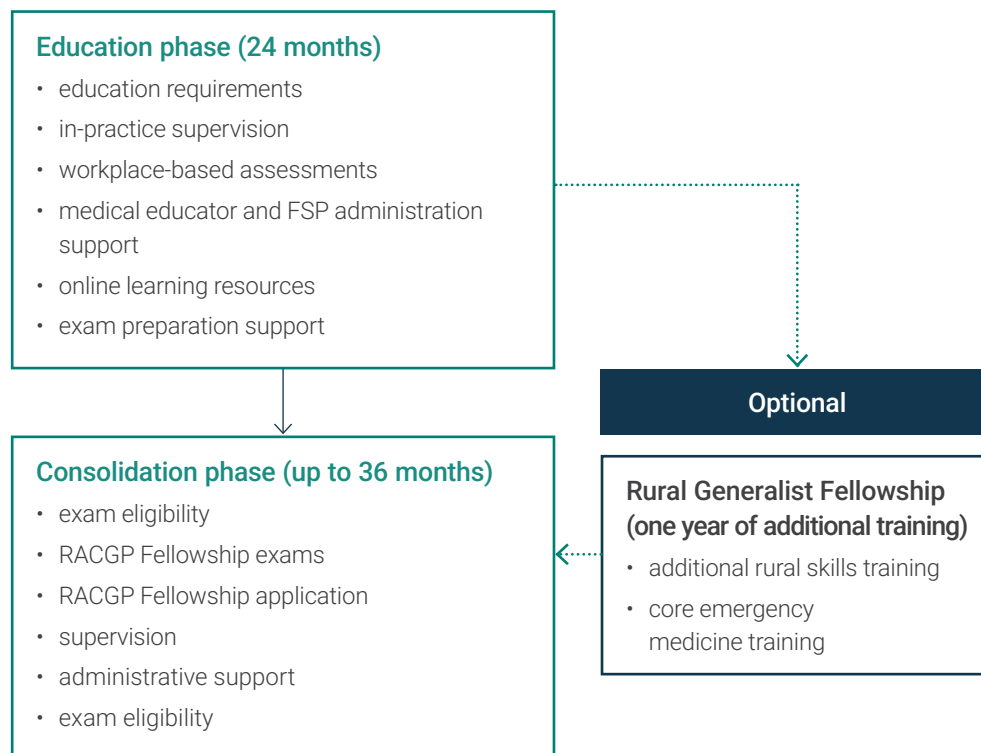 Education phase (24 months)
• education requirements
• in-practice supervision
• workplace-based assessments
• medical educator and FSP administration
support
• online learning resources
• exam preparation support
Optional
Rural Generalist Fellowship
(one year of additional training)
• additional rural skills training
• core emergency
medicine training
Consolidation phase (up to 36 months)
• exam eligibility
• RACGP Fellowship exams
• RACGP Fellowship application
• supervision
• administrative support
• exam eligibility